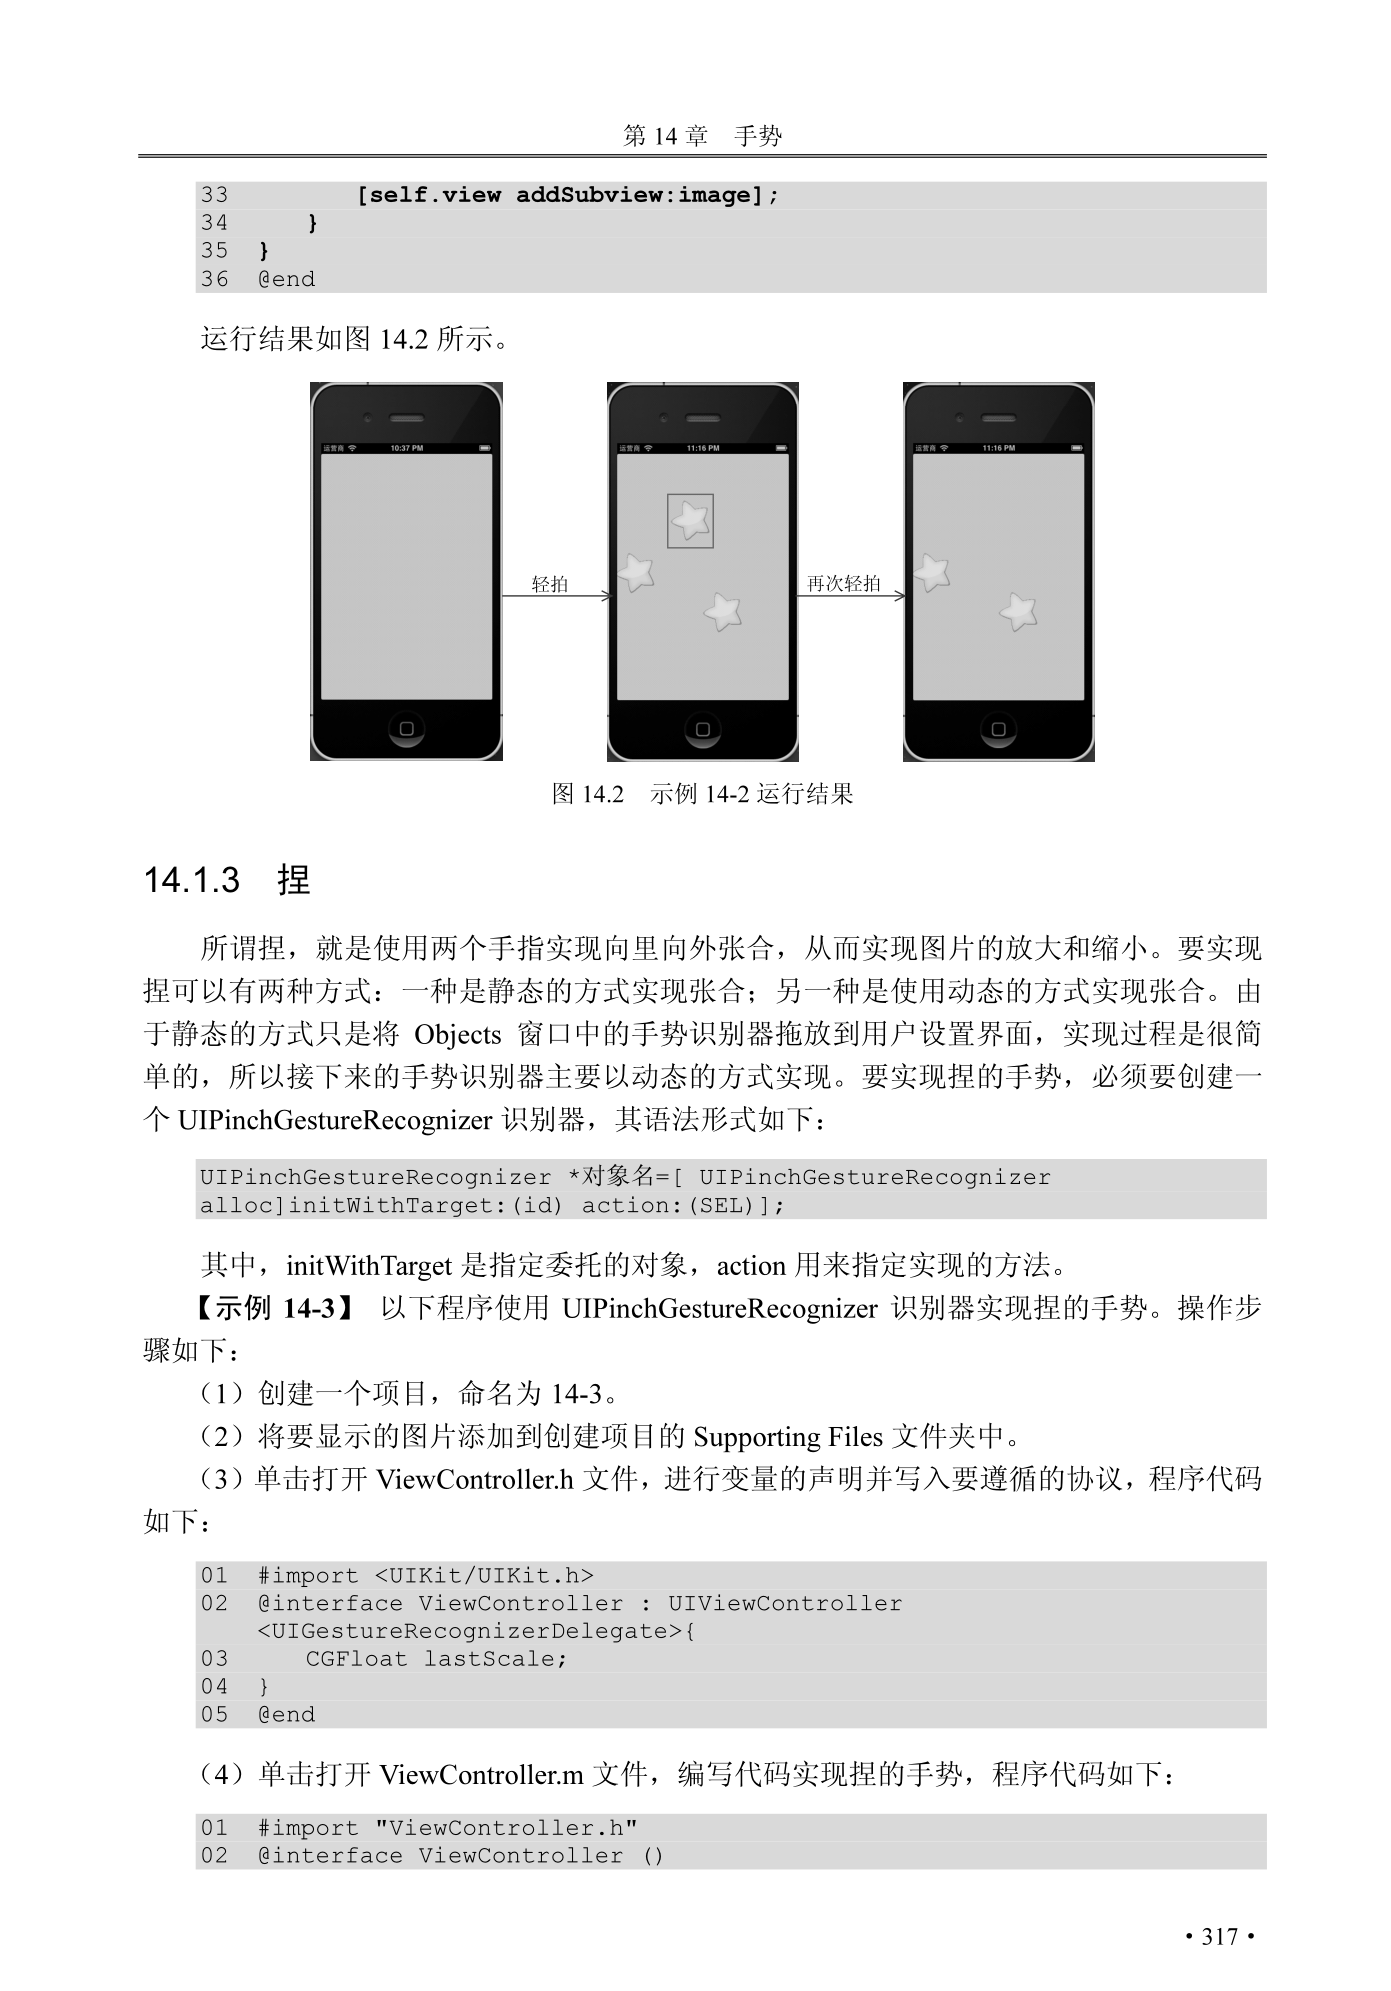 第 14 章　手势
33        [self.view addSubview:image];
34     }
35  }
36  @end
运行结果如图 14.2 所示。
运营商 10:37 PM
运营商 11:16 PM
运营商 11:16 PM
轻拍
再次轻拍
图 14.2　示例 14-2 运行结果
14.1.3　捏
所谓捏，就是使用两个手指实现向里向外张合，从而实现图片的放大和缩小。要实现
捏可以有两种方式：一种是静态的方式实现张合；另一种是使用动态的方式实现张合。由
于静态的方式只是将 Objects 窗口中的手势识别器拖放到用户设置界面，实现过程是很简
单的，所以接下来的手势识别器主要以动态的方式实现。要实现捏的手势，必须要创建一
个 UIPinchGestureRecognizer 识别器，其语法形式如下：
UIPinchGestureRecognizer *对象名=[ UIPinchGestureRecognizer
alloc]initWithTarget:(id) action:(SEL)];
其中，initWithTarget 是指定委托的对象，action 用来指定实现的方法。
【示例 14-3】 以下程序使用 UIPinchGestureRecognizer 识别器实现捏的手势。操作步
骤如下：
（1）创建一个项目，命名为 14-3。
（2）将要显示的图片添加到创建项目的 Supporting Files 文件夹中。
（3）单击打开 ViewController.h 文件，进行变量的声明并写入要遵循的协议，程序代码
如下：
01  #import <UIKit/UIKit.h>
02  @interface ViewController : UIViewController
<UIGestureRecognizerDelegate>{
03     CGFloat lastScale;
04  }
05  @end
（4）单击打开 ViewController.m 文件，编写代码实现捏的手势，程序代码如下：
01  #import "ViewController.h"
02  @interface ViewController ()
• 317 •